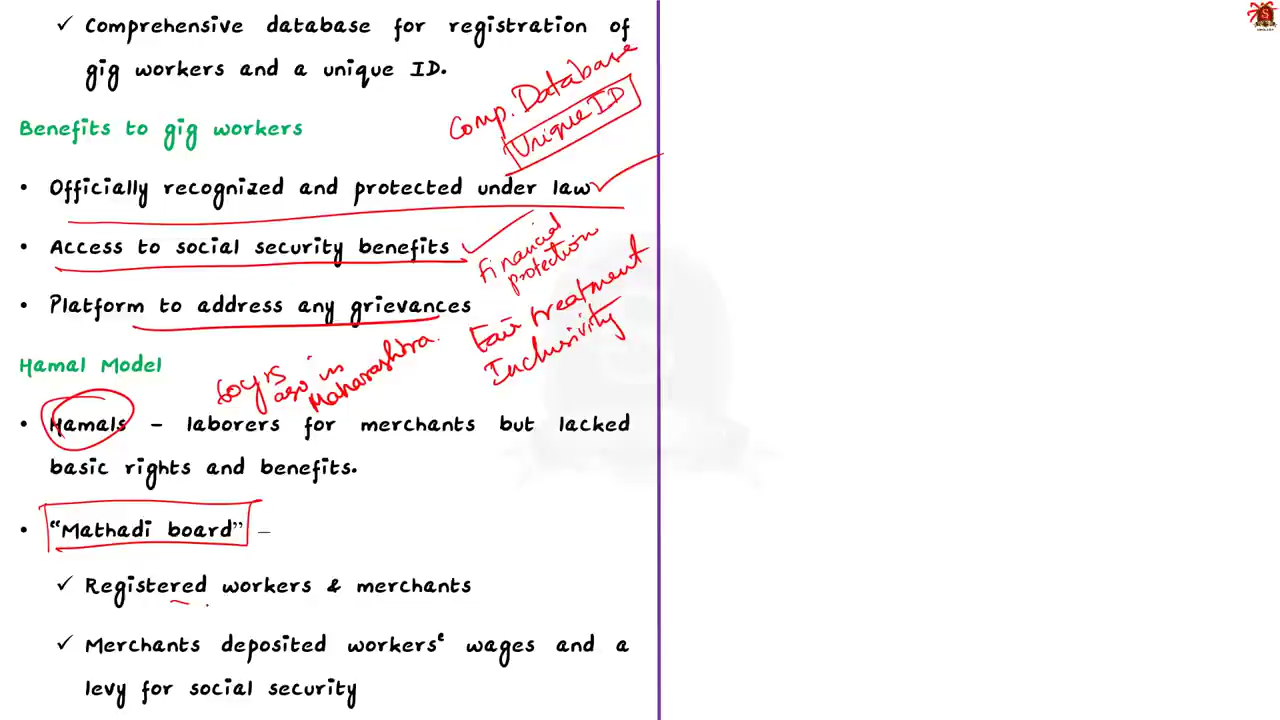 ✓ Comprehensive database for registration of
gig workers and a unique ID.
Comp. Database
Unique ID
Benefits to gig workers
• Officially recognized and protected under law
• Access to social security benefits
Financial
protection
• Platform to address any grievances
Fair treatment
Inclusivity
Hamal Model
60yrs
ago in
Maharashtra.
• Hamals – laborers for merchants but lacked
basic rights and benefits.
• “Mathadi board” –
✓ Registered workers & merchants
✓ Merchants deposited workers‘ wages and a
levy for social security